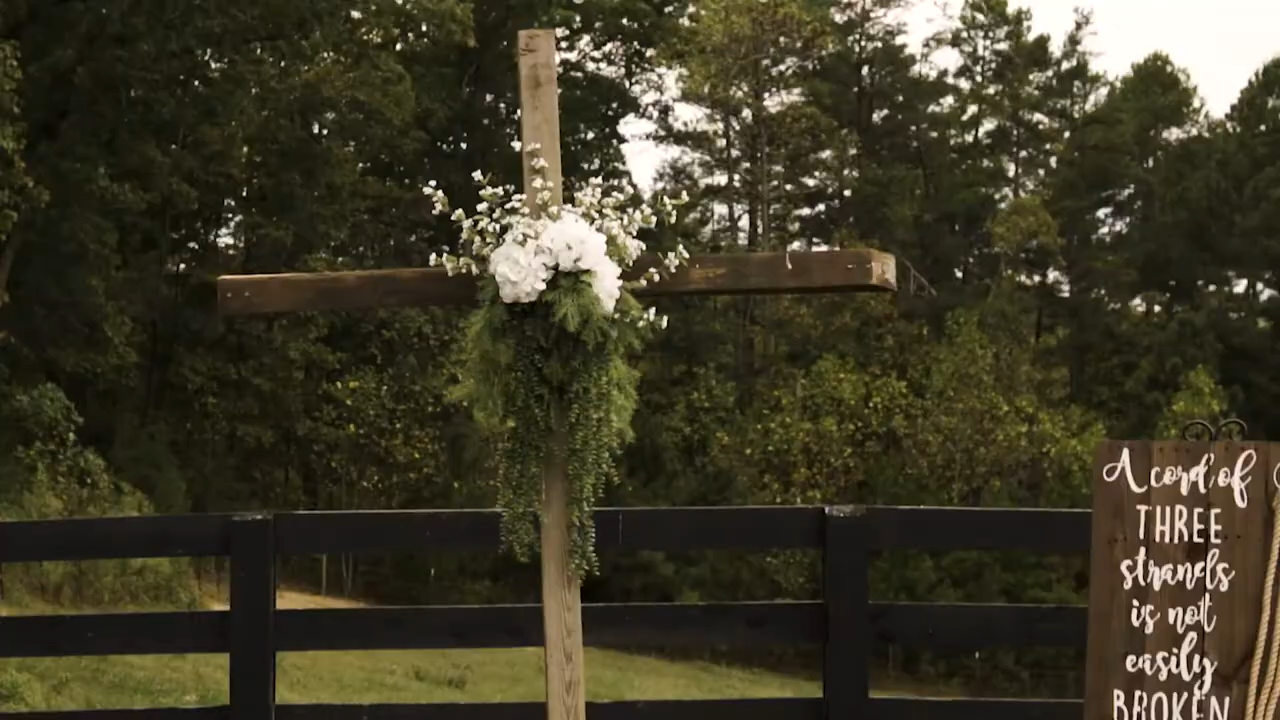 A cord of
THREE
strands
is not
easily
BROKEN